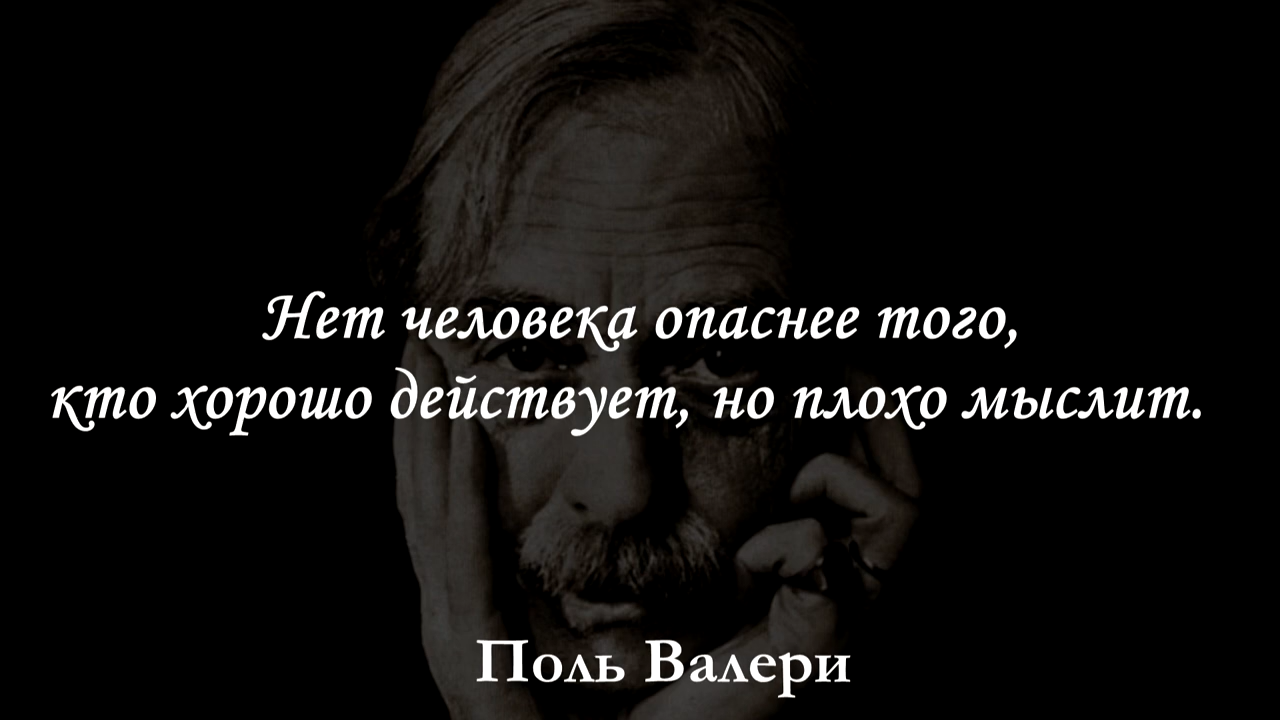 Нет человека опаснее того,
кто хорошо действует, но плохо мыслит.
Поль Валери